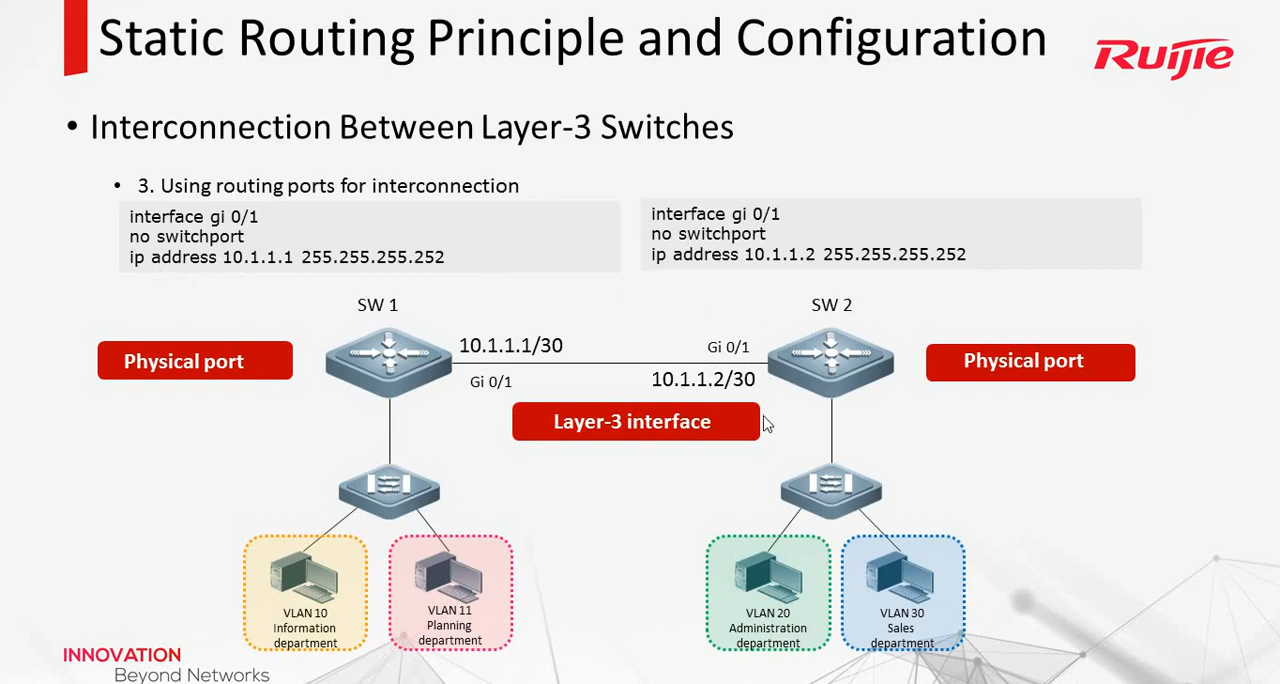 Static Routing Principle and Configuration
RUIJIE
• Interconnection Between Layer-3 Switches
• 3. Using routing ports for interconnection
interface gi 0/1
no switchport
ip address 10.1.1.1 255.255.255.252
interface gi 0/1
no switchport
ip address 10.1.1.2 255.255.255.252
SW 1
SW 2
Physical port
10.1.1.1/30
Gi 0/1
Gi 0/1
10.1.1.2/30
Physical port
Layer-3 interface
VLAN 10
Information
department
VLAN 11
Planning
department
VLAN 20
Administration
department
VLAN 30
Sales
department
INNOVATION
Beyond Networks